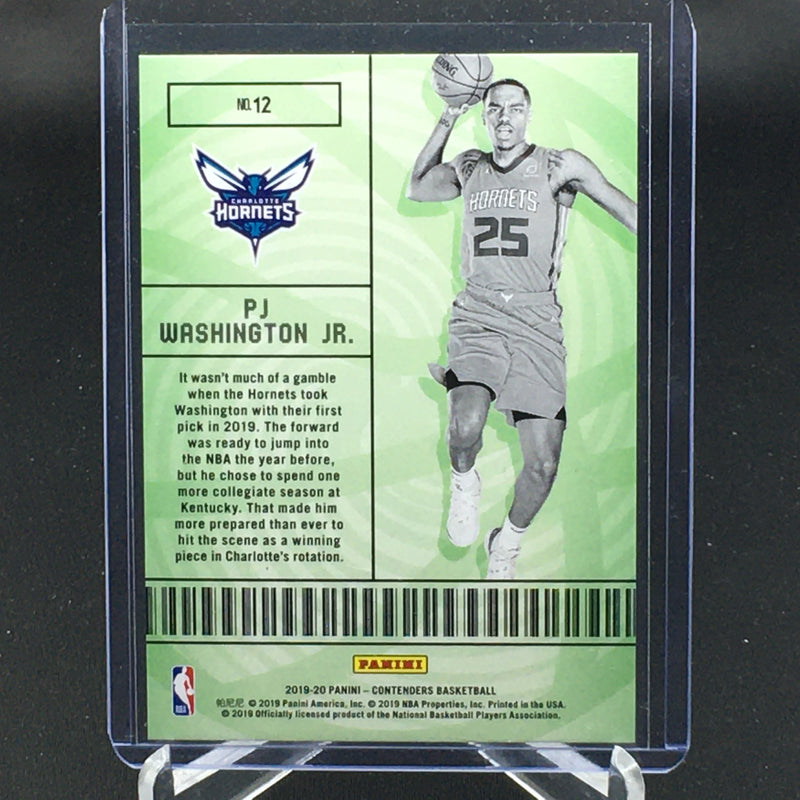 NO. 12
CHARLOTTE
HORNETS
PJ
WASHINGTON JR.
It wasn't much of a gamble
when the Hornets took
Washington with their first
pick in 2019. The forward
was ready to jump into
the NBA the year before,
but he chose to spend one
more collegiate season at
Kentucky. That made him
more prepared than ever to
hit the scene as a winning
piece in Charlotte's rotation.
HORNETS
25
PANINI
2019-20 PANINI – CONTENDERS BASKETBALL
帕尼尼 © 2019 Panini America, Inc. © 2019 NBA Properties, Inc. Printed in the USA.
© 2019 Officially licensed product of the National Basketball Players Association.
NBA